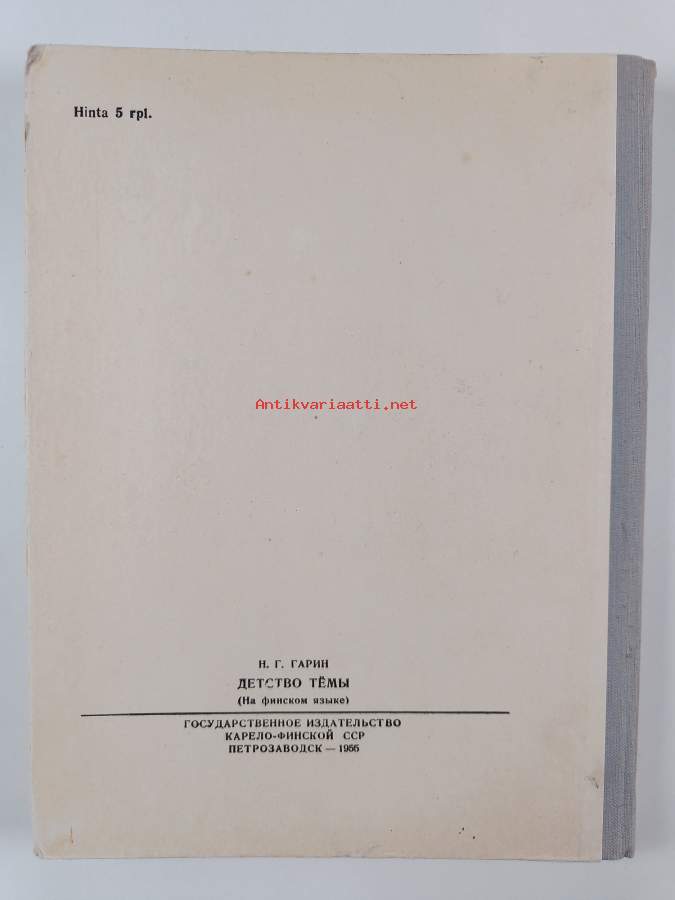 Hinta 5 rpl.
Antikvariaatti.net
Н. Г. ГАРИН
ДЕТСТВО ТЁМЫ
(На финском языке)
ГОСУДАРСТВЕННОЕ ИЗДАТЕЛЬСТВО
КАРЕЛО-ФИНСКОЙ ССР
ПЕТРОЗАВОДСК — 1955